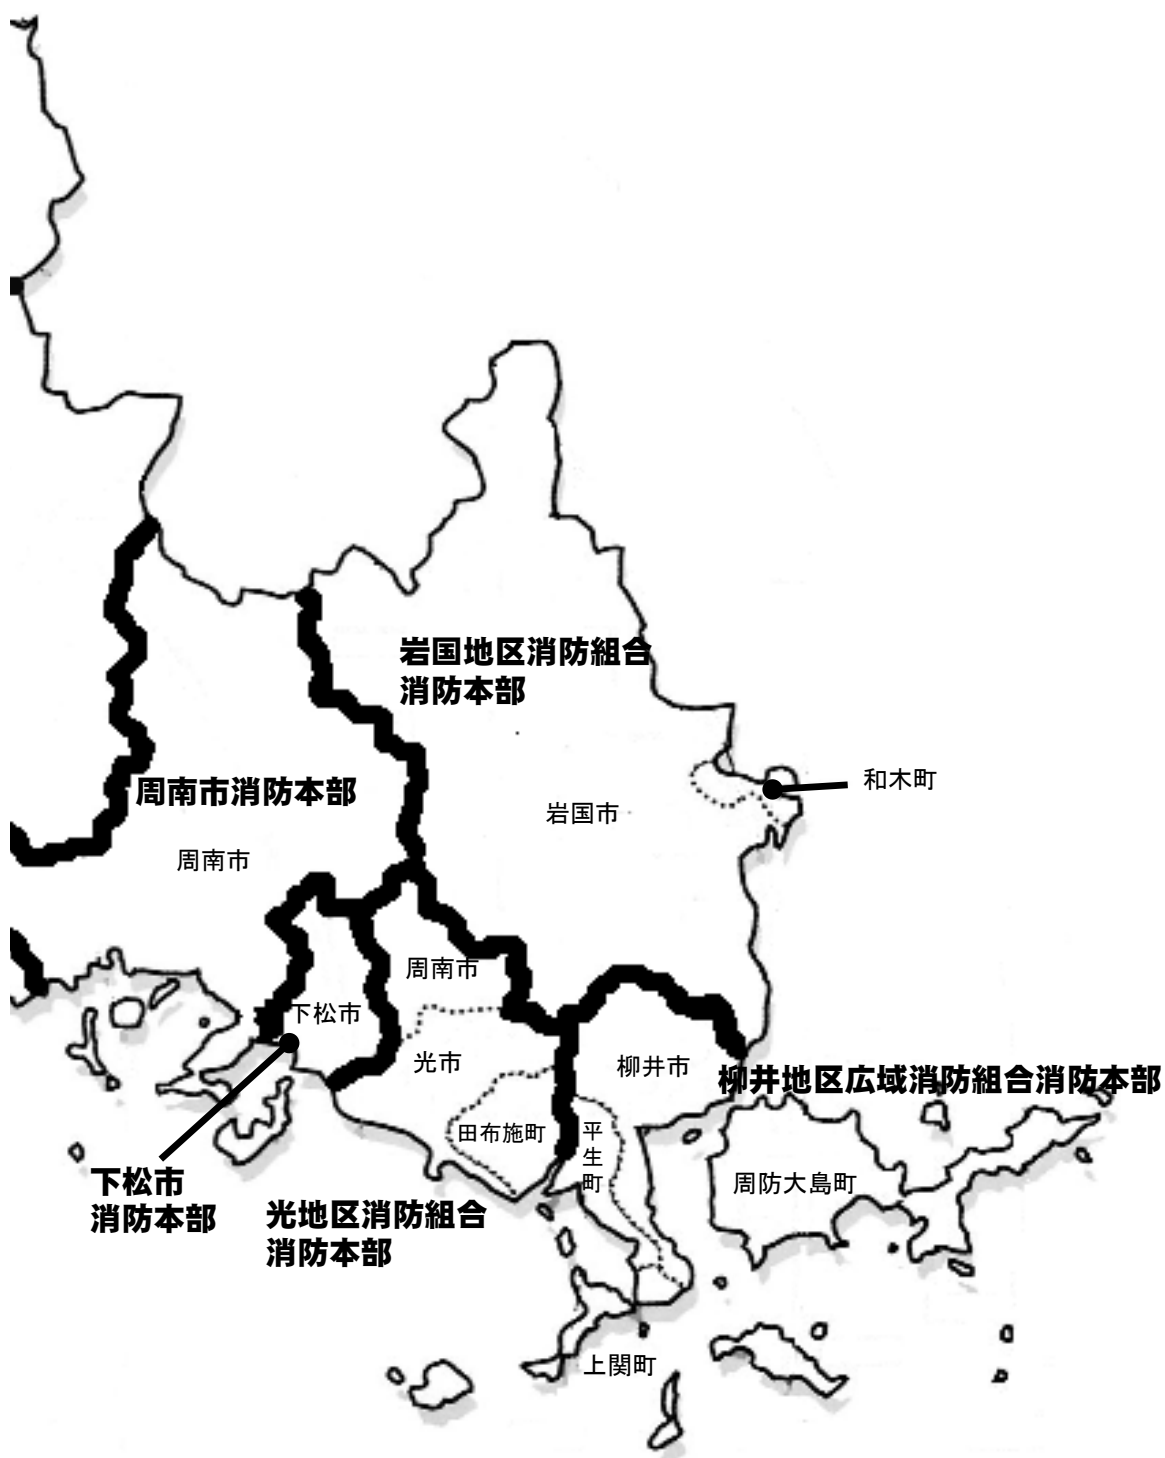 岩国地区消防組合
消防本部
和木町
周南市消防本部
岩国市
周南市
周南市
下松市
光市
柳井市
柳井地区広域消防組合消防本部
田布施町
平生町
周防大島町
下松市
消防本部
光地区消防組合
消防本部
上関町